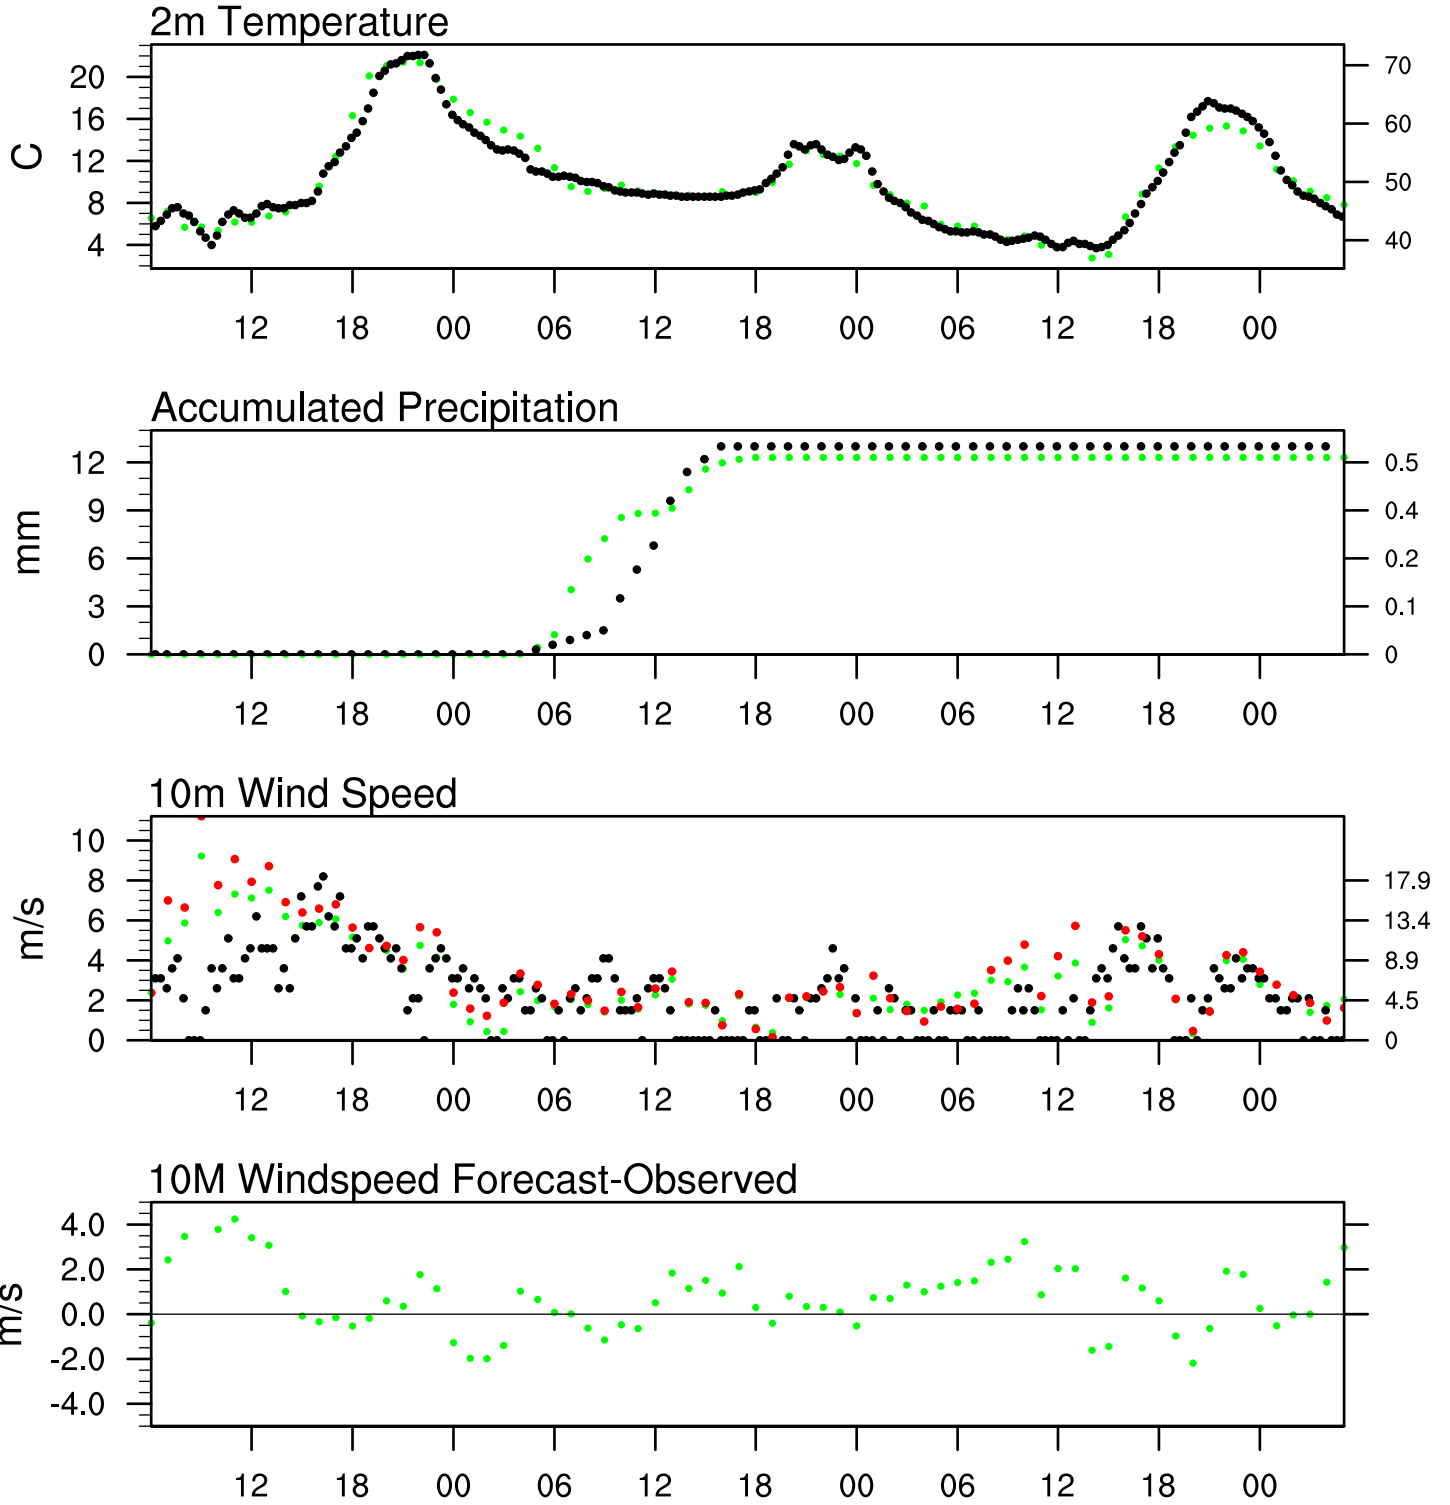 2m Temperature
20
16
12
8
4
C
70
60
50
40
12 18 00 06 12 18 00 06 12 18 00
Accumulated Precipitation
12
9
6
3
0
mm
0.5
0.4
0.2
0.1
0
12 18 00 06 12 18 00 06 12 18 00
10m Wind Speed
10
8
6
4
2
0
m/s
17.9
13.4
8.9
4.5
0
12 18 00 06 12 18 00 06 12 18 00
10M Windspeed Forecast-Observed
4.0
2.0
0.0
-2.0
-4.0
m/s
12 18 00 06 12 18 00 06 12 18 00